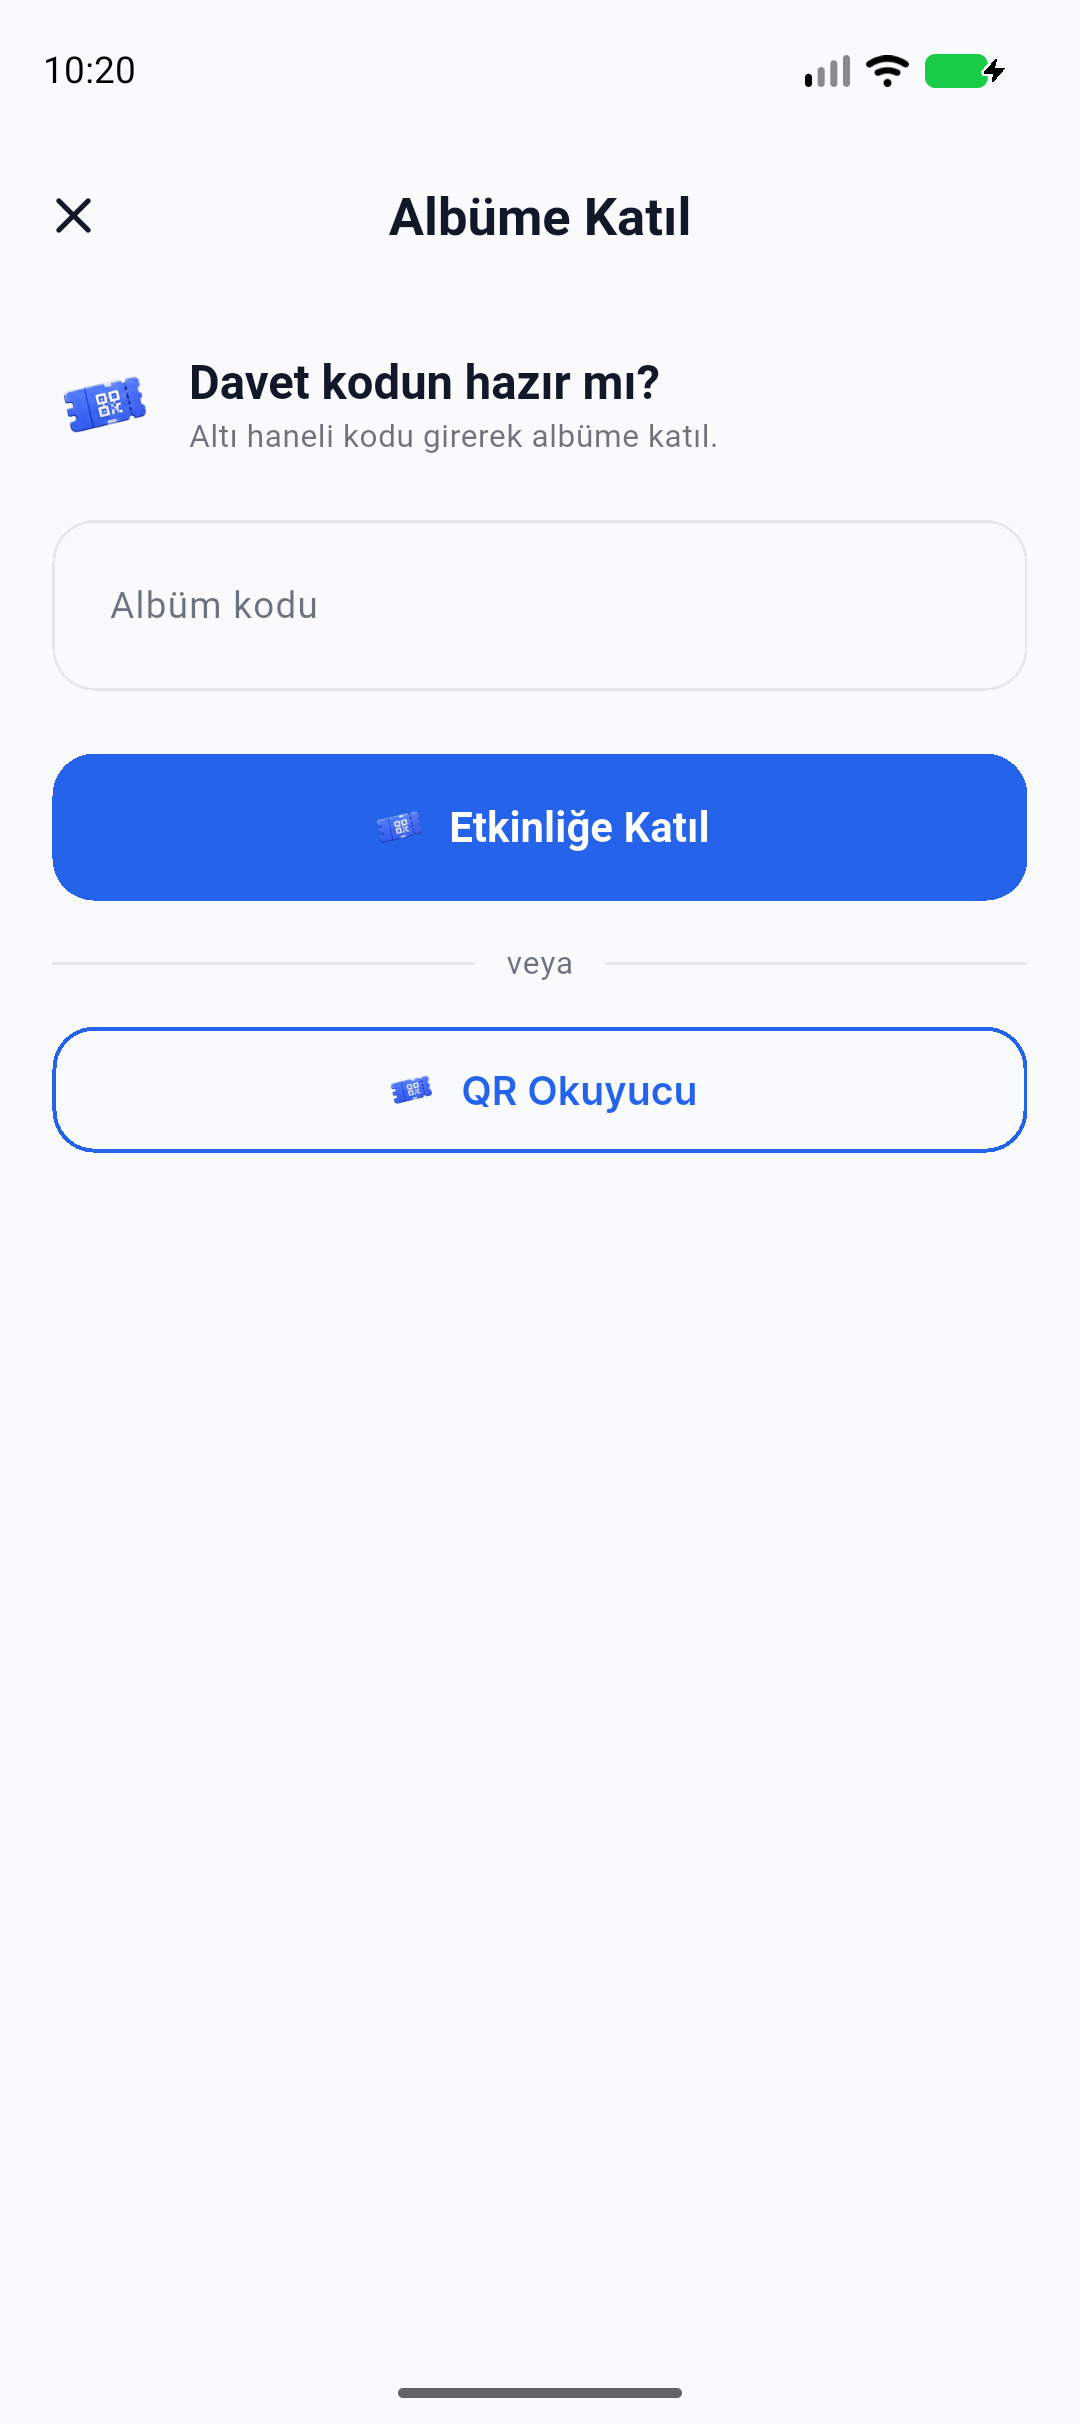 10:20
Albüme Katıl
Davet kodun hazır mı?
Altı haneli kodu girerek albüme katıl.
Albüm kodu
Etkinliğe Katıl
veya
QR Okuyucu